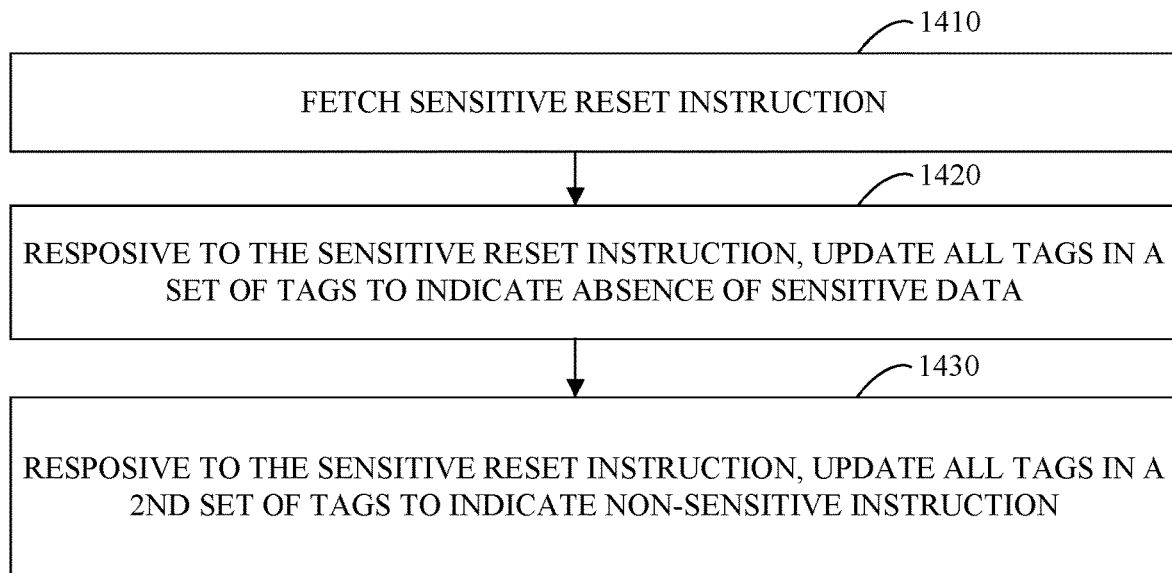 1410
FETCH SENSITIVE RESET INSTRUCTION
1420
RESPOSIVE TO THE SENSITIVE RESET INSTRUCTION, UPDATE ALL TAGS IN A
SET OF TAGS TO INDICATE ABSENCE OF SENSITIVE DATA
1430
RESPOSIVE TO THE SENSITIVE RESET INSTRUCTION, UPDATE ALL TAGS IN A
2ND SET OF TAGS TO INDICATE NON-SENSITIVE INSTRUCTION